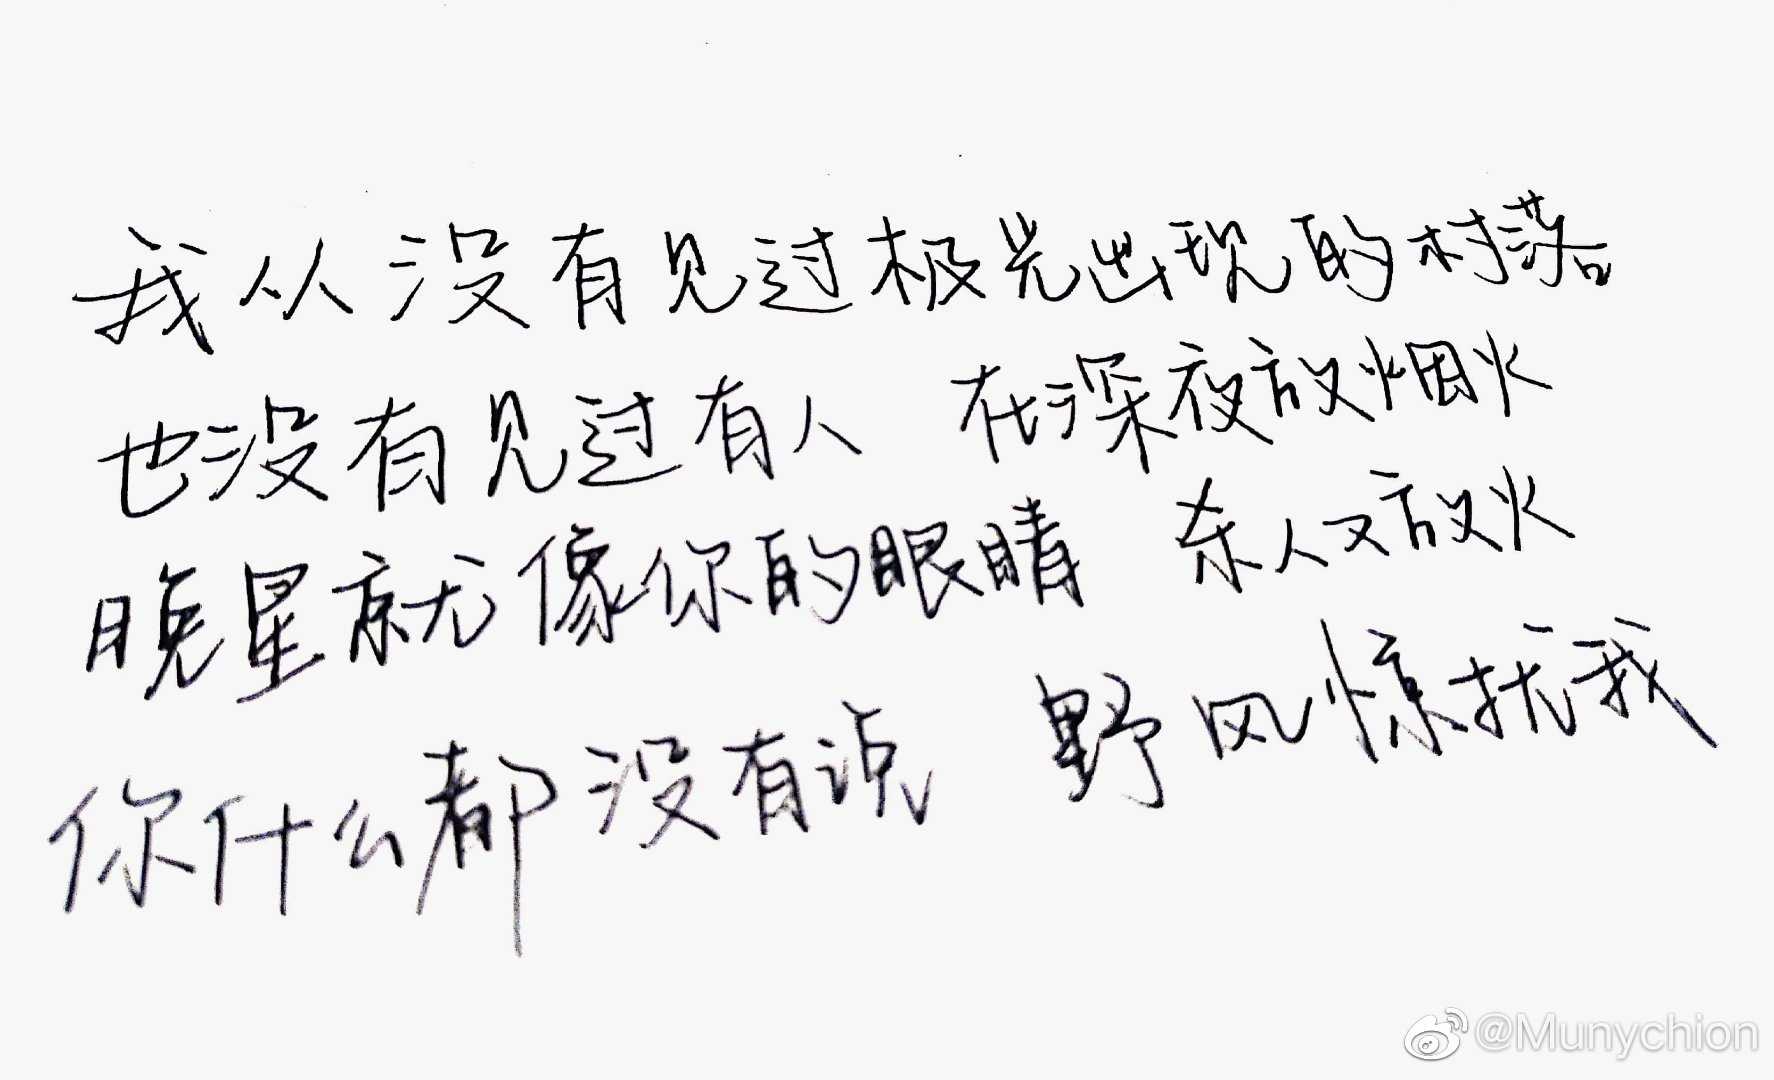 我从没有见过极光出现的村落
也没有见过有人 在深夜放烟火
晚星就像你的眼睛 杀人又放火
你什么都没有说 野风惊扰我
@Munychion